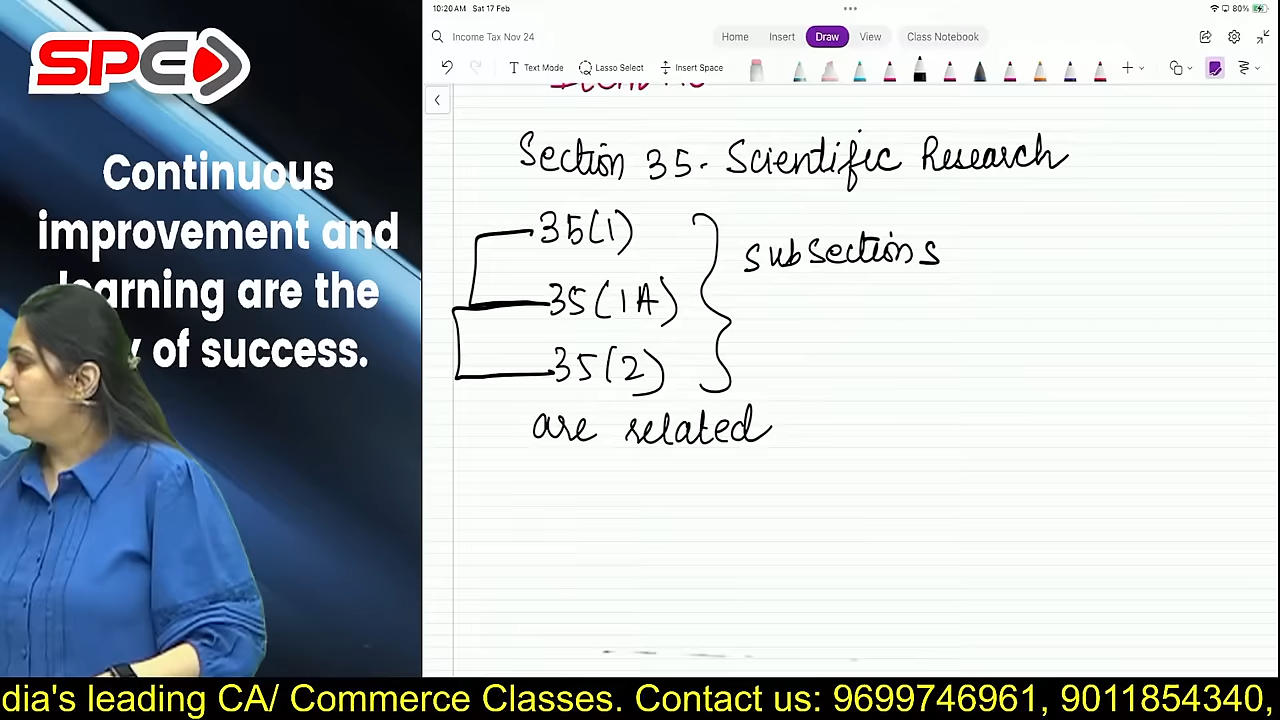 10:20 AM Sat 17 Feb
80%
SPED
Income Tax Nov 24
Home Insert Draw View Class Notebook
Text Mode Lasso Select Insert Space
Continuous
improvement and
learning are the
of success.
Section 35. Scientific Research
35(1)
subsections
35(1A)
35(2)
are related
dia's leading CA/ Commerce Classes. Contact us: 9699746961, 9011854340,